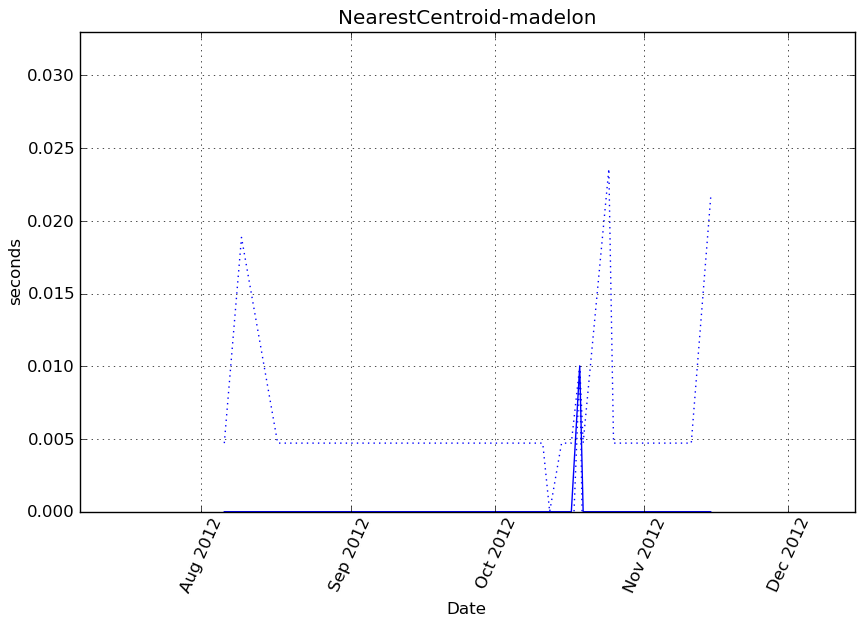 NearestCentroid-madelon
0.030
0.025
0.020
0.015
0.010
0.005
0.000
seconds
Aug 2012
Sep 2012
Oct 2012
Nov 2012
Dec 2012
Date